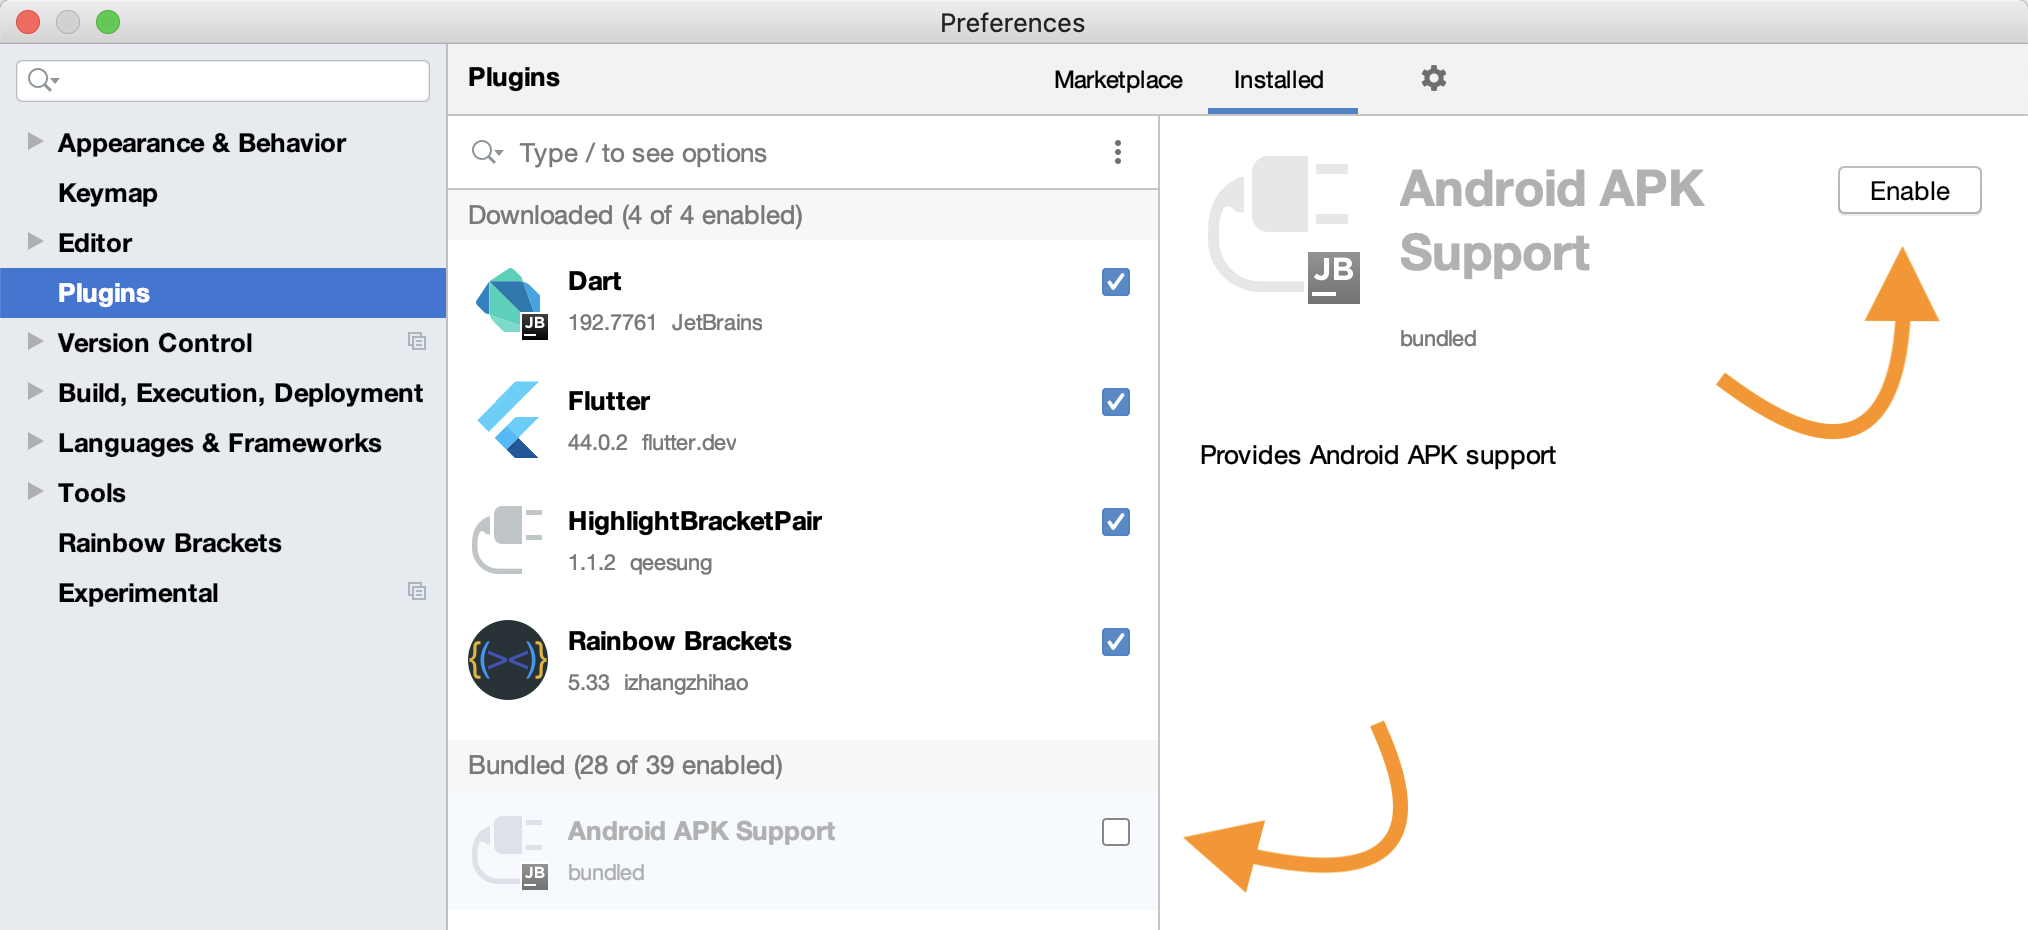 Preferences
Appearance & Behavior
Keymap
Editor
Plugins
Version Control
Build, Execution, Deployment
Languages & Frameworks
Tools
Rainbow Brackets
Experimental
Plugins
Marketplace
Installed
Type / to see options
Downloaded (4 of 4 enabled)
Dart
JB
192.7761 JetBrains
Flutter
44.0.2 flutter.dev
HighlightBracketPair
1.1.2 qeesung
{(><)}
Rainbow Brackets
5.33 izhangzhihao
Bundled (28 of 39 enabled)
Android APK Support
JB
bundled
JB
Android APK
Support
Enable
bundled
Provides Android APK support